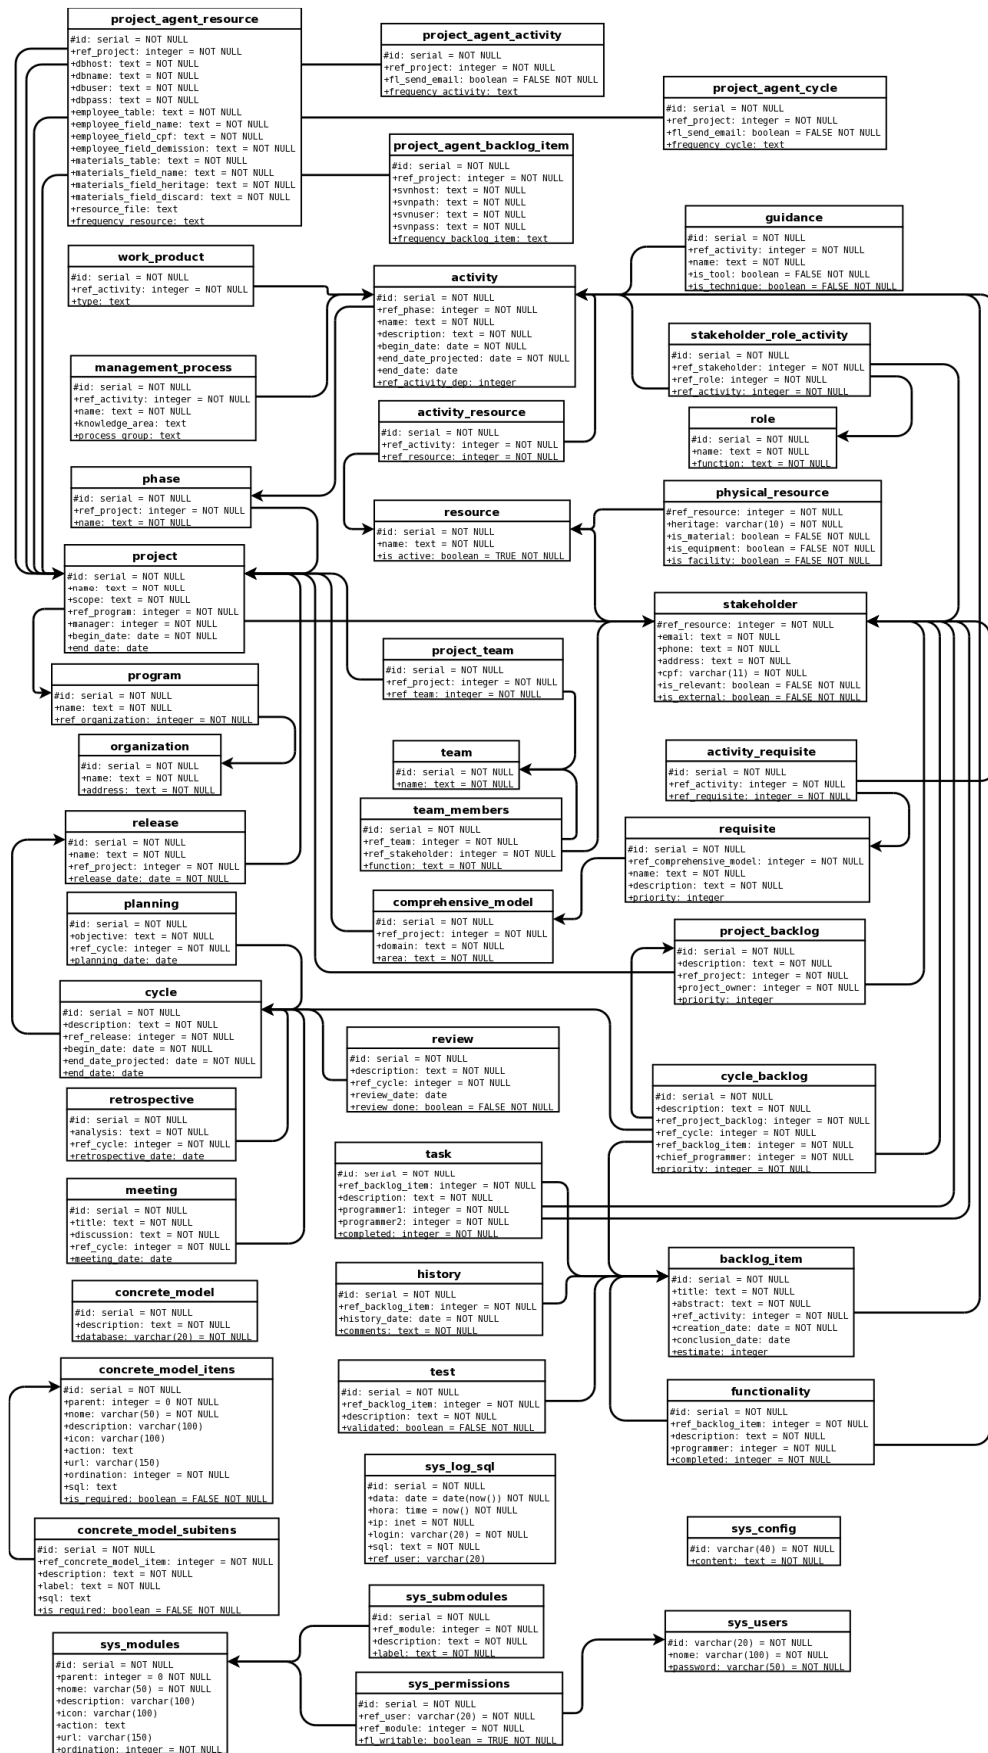 project_agent_resource
#id: serial = NOT NULL
+ref_project: integer = NOT NULL
+dbhost: text = NOT NULL
+dbname: text = NOT NULL
+dbuser: text = NOT NULL
+dbpass: text = NOT NULL
+employee_table: text = NOT NULL
+employee_field_name: text = NOT NULL
+employee_field_cpf: text = NOT NULL
+employee_field_demission: text = NOT NULL
+materials_table: text = NOT NULL
+materials_field_name: text = NOT NULL
+materials_field_heritage: text = NOT NULL
+materials_field_discard: text = NOT NULL
+resource_file: text
+frequency_resource: text
project_agent_activity
#id: serial = NOT NULL
+ref_project: integer = NOT NULL
+fl_send_email: boolean = FALSE NOT NULL
+frequency_activity: text
project_agent_cycle
#id: serial = NOT NULL
+ref_project: integer = NOT NULL
+fl_send_email: boolean = FALSE NOT NULL
+frequency_cycle: text
project_agent_backlog_item
#id: serial = NOT NULL
+ref_project: integer = NOT NULL
+svnhost: text = NOT NULL
+svnpath: text = NOT NULL
+svnuser: text = NOT NULL
+svnpass: text = NOT NULL
+frequency_backlog_item: text
guidance
#id: serial = NOT NULL
+ref_activity: integer = NOT NULL
+name: text = NOT NULL
+is_tool: boolean = FALSE NOT NULL
+is_technique: boolean = FALSE NOT NULL
work_product
#id: serial = NOT NULL
+ref_activity: integer = NOT NULL
+type: text
activity
#id: serial = NOT NULL
+ref_phase: integer = NOT NULL
+name: text = NOT NULL
+description: text = NOT NULL
+begin_date: date = NOT NULL
+end_date_projected: date = NOT NULL
+end_date: date
+ref_activity_dep: integer
stakeholder_role_activity
#id: serial = NOT NULL
+ref_stakeholder: integer = NOT NULL
+ref_role: integer = NOT NULL
+ref_activity: integer = NOT NULL
management_process
#id: serial = NOT NULL
+ref_activity: integer = NOT NULL
+name: text = NOT NULL
+knowledge_area: text
+process_group: text
activity_resource
#id: serial = NOT NULL
+ref_activity: integer = NOT NULL
+ref_resource: integer = NOT NULL
role
#id: serial = NOT NULL
+name: text = NOT NULL
+function: text = NOT NULL
phase
#id: serial = NOT NULL
+ref_project: integer = NOT NULL
+name: text = NOT NULL
resource
#id: serial = NOT NULL
+name: text = NOT NULL
+is_active: boolean = TRUE NOT NULL
physical_resource
#ref_resource: integer = NOT NULL
+heritage: varchar(10) = NOT NULL
+is_material: boolean = FALSE NOT NULL
+is_equipment: boolean = FALSE NOT NULL
+is_facility: boolean = FALSE NOT NULL
project
#id: serial = NOT NULL
+name: text = NOT NULL
+scope: text = NOT NULL
+ref_program: integer = NOT NULL
+manager: integer = NOT NULL
+begin_date: date = NOT NULL
+end_date: date
stakeholder
#ref_resource: integer = NOT NULL
+email: text = NOT NULL
+phone: text = NOT NULL
+address: text = NOT NULL
+cpf: varchar(11) = NOT NULL
+is_relevant: boolean = FALSE NOT NULL
+is_external: boolean = FALSE NOT NULL
project_team
#id: serial = NOT NULL
+ref_project: integer = NOT NULL
+ref_team: integer = NOT NULL
program
#id: serial = NOT NULL
+name: text = NOT NULL
+ref_organization: integer = NOT NULL
organization
#id: serial = NOT NULL
+name: text = NOT NULL
+address: text = NOT NULL
team
#id: serial = NOT NULL
+name: text = NOT NULL
activity_requisite
#id: serial = NOT NULL
+ref_activity: integer = NOT NULL
+ref_requisite: integer = NOT NULL
release
#id: serial = NOT NULL
+name: text = NOT NULL
+ref_project: integer = NOT NULL
+release_date: date = NOT NULL
team_members
#id: serial = NOT NULL
+ref_team: integer = NOT NULL
+ref_stakeholder: integer = NOT NULL
+function: text = NOT NULL
requisite
#id: serial = NOT NULL
+ref_comprehensive_model: integer = NOT NULL
+name: text = NOT NULL
+description: text = NOT NULL
+priority: integer
planning
#id: serial = NOT NULL
+objective: text = NOT NULL
+ref_cycle: integer = NOT NULL
+planning_date: date
comprehensive_model
#id: serial = NOT NULL
+ref_project: integer = NOT NULL
+domain: text = NOT NULL
+area: text = NOT NULL
project_backlog
#id: serial = NOT NULL
+description: text = NOT NULL
+ref_project: integer = NOT NULL
+project_owner: integer = NOT NULL
+priority: integer
cycle
#id: serial = NOT NULL
+description: text = NOT NULL
+ref_release: integer = NOT NULL
+begin_date: date = NOT NULL
+end_date_projected: date = NOT NULL
+end_date: date
review
#id: serial = NOT NULL
+description: text = NOT NULL
+ref_cycle: integer = NOT NULL
+review_date: date
+review_done: boolean = FALSE NOT NULL
cycle_backlog
#id: serial = NOT NULL
+description: text = NOT NULL
+ref_project_backlog: integer = NOT NULL
+ref_cycle: integer = NOT NULL
+ref_backlog_item: integer = NOT NULL
+chief_programmer: integer = NOT NULL
+priority: integer = NOT NULL
retrospective
#id: serial = NOT NULL
+analysis: text = NOT NULL
+ref_cycle: integer = NOT NULL
+retrospective_date: date
task
#id: serial = NOT NULL
+ref_backlog_item: integer = NOT NULL
+description: text = NOT NULL
+programmer1: integer = NOT NULL
+programmer2: integer = NOT NULL
+completed: integer = NOT NULL
meeting
#id: serial = NOT NULL
+title: text = NOT NULL
+discussion: text = NOT NULL
+ref_cycle: integer = NOT NULL
+meeting_date: date
history
#id: serial = NOT NULL
+ref_backlog_item: integer = NOT NULL
+history_date: date = NOT NULL
+comments: text = NOT NULL
backlog_item
#id: serial = NOT NULL
+title: text = NOT NULL
+abstract: text = NOT NULL
+ref_activity: integer = NOT NULL
+creation_date: date = NOT NULL
+conclusion_date: date
+estimate: integer
concrete_model
#id: serial = NOT NULL
+description: text = NOT NULL
+database: varchar(20) = NOT NULL
concrete_model_itens
#id: serial = NOT NULL
+parent: integer = 0 NOT NULL
+nome: varchar(50) = NOT NULL
+description: varchar(100)
+icon: varchar(100)
+action: text
+url: varchar(150)
+ordination: integer = NOT NULL
+sql: text
+is_required: boolean = FALSE NOT NULL
test
#id: serial = NOT NULL
+ref_backlog_item: integer = NOT NULL
+description: text = NOT NULL
+validated: boolean = FALSE NOT NULL
functionality
#id: serial = NOT NULL
+ref_backlog_item: integer = NOT NULL
+description: text = NOT NULL
+programmer: integer = NOT NULL
+completed: integer = NOT NULL
sys_log_sql
#id: serial = NOT NULL
+data: date = date(now()) NOT NULL
+hora: time = now() NOT NULL
+ip: inet = NOT NULL
+login: varchar(20) = NOT NULL
+sql: text = NOT NULL
+ref_user: varchar(20)
concrete_model_subitens
#id: serial = NOT NULL
+ref_concrete_model_item: integer = NOT NULL
+description: text = NOT NULL
+label: text = NOT NULL
+sql: text
+is_required: boolean = FALSE NOT NULL
sys_config
#id: varchar(40) = NOT NULL
+content: text = NOT NULL
sys_submodules
#id: serial = NOT NULL
+ref_module: integer = NOT NULL
+description: text = NOT NULL
+label: text = NOT NULL
sys_users
#id: varchar(20) = NOT NULL
+nome: varchar(100) = NOT NULL
+password: varchar(50) = NOT NULL
sys_modules
#id: serial = NOT NULL
+parent: integer = 0 NOT NULL
+nome: varchar(50) = NOT NULL
+description: varchar(100)
+icon: varchar(100)
+action: text
+url: varchar(150)
+ordination: integer = NOT NULL
sys_permissions
#id: serial = NOT NULL
+ref_user: varchar(20) = NOT NULL
+ref_module: integer = NOT NULL
+fl_writable: boolean = TRUE NOT NULL